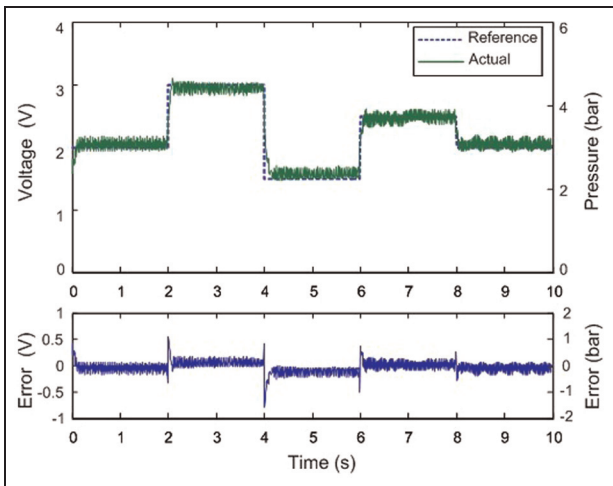 Reference
Actual
Voltage (V)
4
3
2
1
0
Pressure (bar)
6
4
2
0
0 1 2 3 4 5 6 7 8 9 10
Error (V)
1
0.5
0
-0.5
-1
Error (bar)
2
1
0
-1
-2
0 1 2 3 4 5 6 7 8 9 10
Time (s)